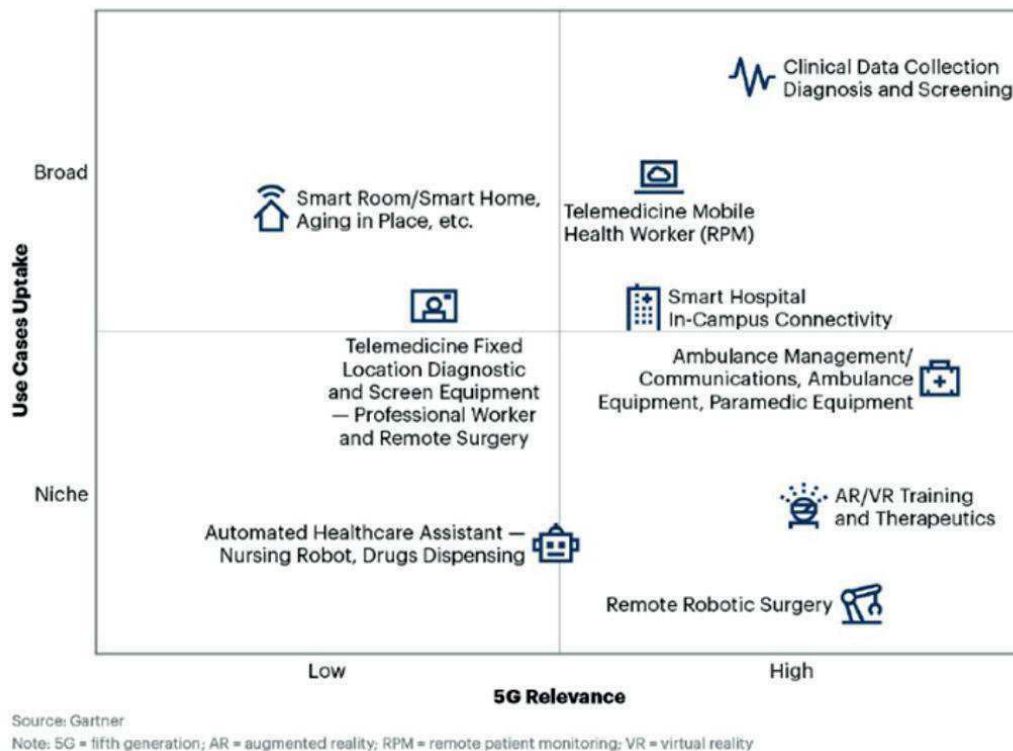 Clinical Data Collection
Diagnosis and Screening
Broad
Smart Room/Smart Home,
Aging in Place, etc.
Telemedicine Mobile
Health Worker (RPM)
Smart Hospital
In-Campus Connectivity
Use Cases Uptake
Telemedicine Fixed
Location Diagnostic
and Screen Equipment
— Professional Worker
and Remote Surgery
Ambulance Management/
Communications, Ambulance
Equipment, Paramedic Equipment
Niche
AR/VR Training
and Therapeutics
Automated Healthcare Assistant —
Nursing Robot, Drugs Dispensing
Remote Robotic Surgery
Low
High
5G Relevance
Source: Gartner
Note: 5G = fifth generation; AR = augmented reality; RPM = remote patient monitoring; VR = virtual reality